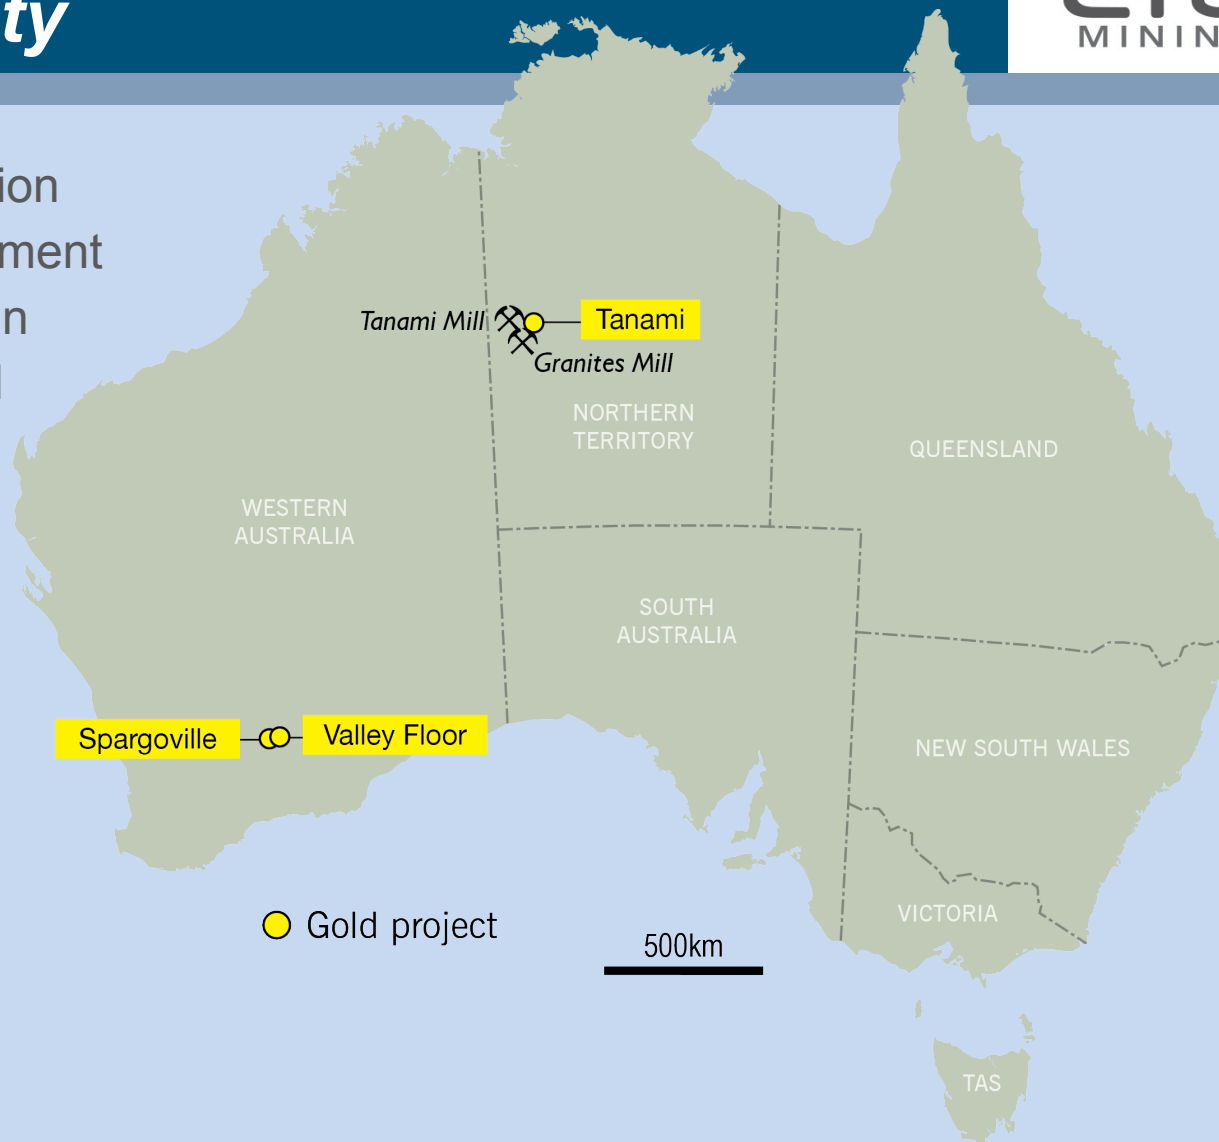 ty
MININ
ion
ment
n
Tanami Mill
Tanami
Granites Mill
NORTHERN
TERRITORY
QUEENSLAND
WESTERN
AUSTRALIA
SOUTH
AUSTRALIA
Spargoville
Valley Floor
NEW SOUTH WALES
VICTORIA
Gold project
500km
TAS